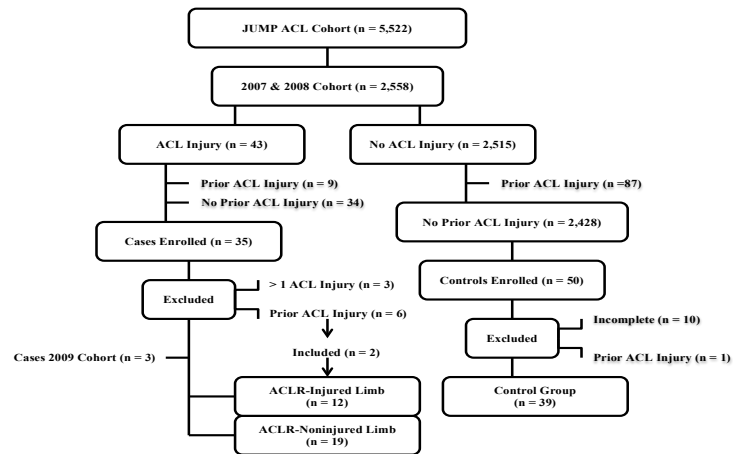 JUMP ACL Cohort (n = 5,522)
2007 & 2008 Cohort (n = 2,558)
ACL Injury (n = 43)
No ACL Injury (n = 2,515)
Prior ACL Injury (n = 9)
No Prior ACL Injury (n = 34)
Prior ACL Injury (n =87)
No Prior ACL Injury (n = 2,428)
Cases Enrolled (n = 35)
Controls Enrolled (n = 50)
Excluded
> 1 ACL Injury (n = 3)
Prior ACL Injury (n = 6)
Included (n = 2)
Excluded
Incomplete (n = 10)
Prior ACL Injury (n = 1)
Cases 2009 Cohort (n = 3)
ACLR-Injured Limb
(n = 12)
ACLR-Noninjured Limb
(n = 19)
Control Group
(n = 39)